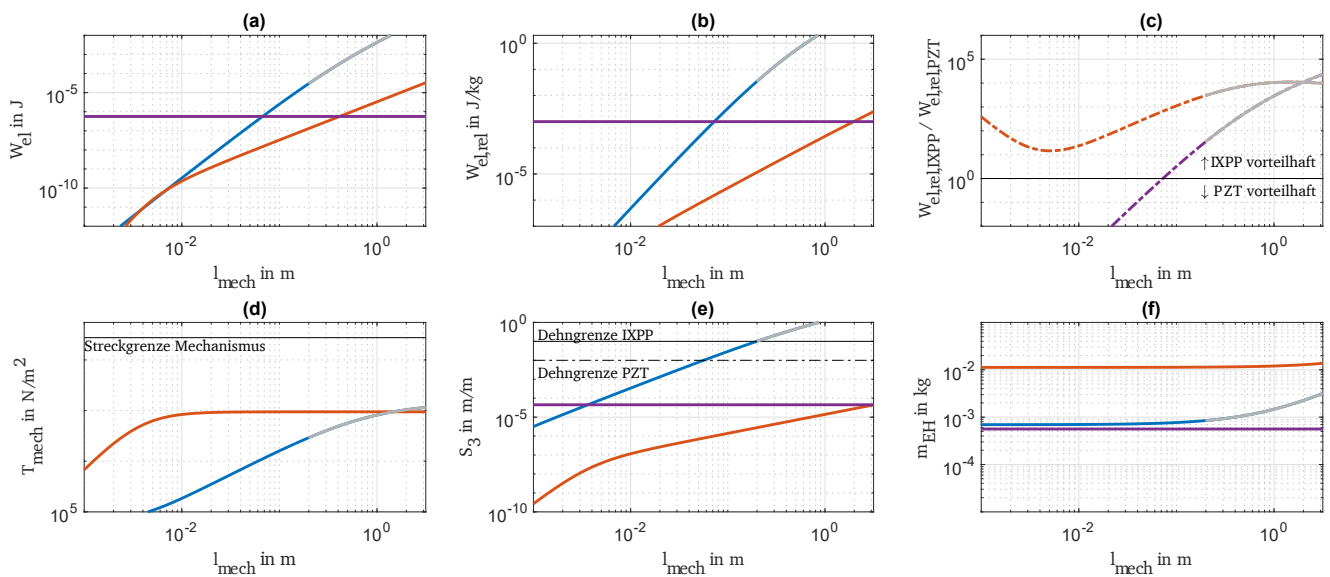 (a)
W_el in J
10^-5
10^-10
10^-2
10^0
l_mech in m
(b)
W_el,rel in J/kg
10^0
10^-5
10^-2
10^0
l_mech in m
(c)
W_el,rel,IXPP / W_el,rel,PZT
10^5
10^0
↑ IXPP vorteilhaft
↓ PZT vorteilhaft
10^-2
10^0
l_mech in m
(d)
T_mech in N/m^2
Streckgrenze Mechanismus
10^5
10^-2
10^0
l_mech in m
(e)
S_3 in m/m
10^0
Dehngrenze IXPP
Dehngrenze PZT
10^-5
10^-10
10^-2
10^0
l_mech in m
(f)
m_EH in kg
10^-2
10^-3
10^-4
10^-2
10^0
l_mech in m